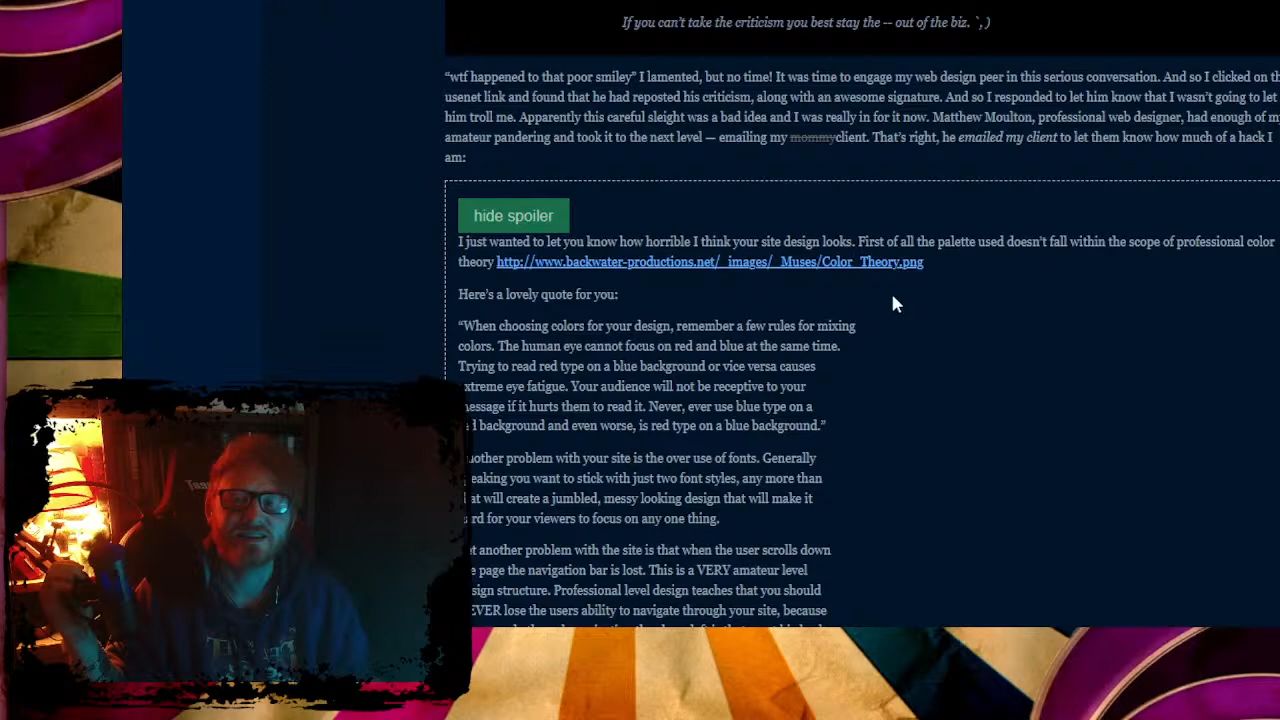 If you can't take the criticism you best stay the -- out of the biz. `, )
“wtf happened to that poor smiley” I lamented, but no time! It was time to engage my web design peer in this serious conversation. And so I clicked on th
usenet link and found that he had reposted his criticism, along with an awesome signature. And so I responded to let him know that I wasn't going to let
him troll me. Apparently this careful sleight was a bad idea and I was really in for it now. Matthew Moulton, professional web designer, had enough of my
amateur pandering and took it to the next level — emailing my mommyclient. That's right, he emailed my client to let them know how much of a hack I
am:
hide spoiler
I just wanted to let you know how horrible I think your site design looks. First of all the palette used doesn't fall within the scope of professional color
theory http://www.backwater-productions.net/_images/_Muses/Color_Theory.png
Here's a lovely quote for you:
“When choosing colors for your design, remember a few rules for mixing
colors. The human eye cannot focus on red and blue at the same time.
Trying to read red type on a blue background or vice versa causes
extreme eye fatigue. Your audience will not be receptive to your
message if it hurts them to read it. Never, ever use blue type on a
background and even worse, is red type on a blue background.”
another problem with your site is the over use of fonts. Generally
eaking you want to stick with just two font styles, any more than
at will create a jumbled, messy looking design that will make it
ard for your viewers to focus on any one thing.
t another problem with the site is that when the user scrolls down
e page the navigation bar is lost. This is a VERY amateur level
sign structure. Professional level design teaches that you should
EVER lose the users ability to navigate through your site, because